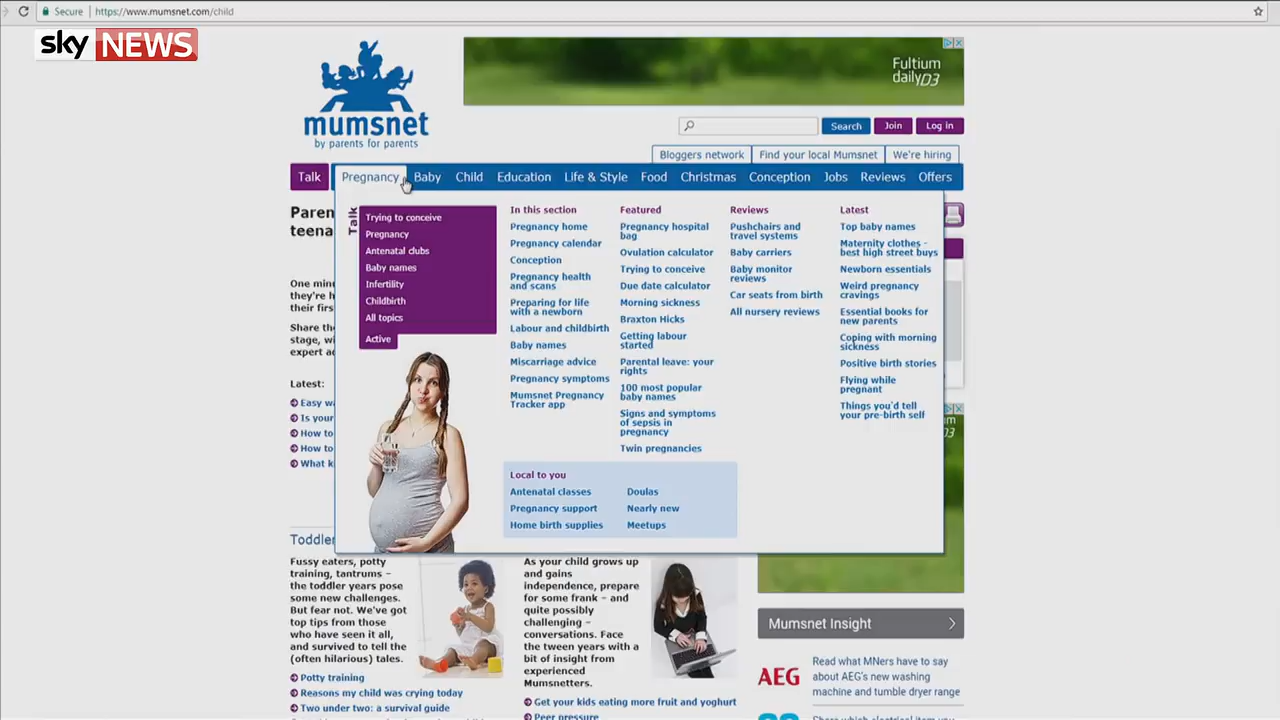 Secure https://www.mumsnet.com/child
sky NEWS
mumsnet
by parents for parents
Fultium
dailyD3
Search
Join
Log in
Bloggers network
Find your local Mumsnet
We're hiring
Talk
Pregnancy
Baby
Child
Education
Life & Style
Food
Christmas
Conception
Jobs
Reviews
Offers
Talk
Trying to conceive
Pregnancy
Antenatal clubs
Baby names
Infertility
Childbirth
All topics
Active
In this section
Pregnancy home
Pregnancy calendar
Conception
Pregnancy health
and scans
Preparing for life
with a newborn
Labour and childbirth
Baby names
Miscarriage advice
Pregnancy symptoms
Mumsnet Pregnancy
Tracker app
Featured
Pregnancy hospital
bag
Ovulation calculator
Trying to conceive
Due date calculator
Morning sickness
Braxton Hicks
Getting labour
started
Parental leave: your
rights
100 most popular
baby names
Signs and symptoms
of sepsis in
pregnancy
Twin pregnancies
Reviews
Pushchairs and
travel systems
Baby carriers
Baby monitor
reviews
Car seats from birth
All nursery reviews
Latest
Top baby names
Maternity clothes -
best high street buys
Newborn essentials
Weird pregnancy
cravings
Essential books for
new parents
Coping with morning
sickness
Positive birth stories
Flying while
pregnant
Things you'd tell
your pre-birth self
Local to you
Antenatal classes
Doulas
Pregnancy support
Nearly new
Home birth supplies
Meetups
One
they're
their first
Share
stage,
expert
Latest:
Easy
Is your
How to
How to
What
Toddler
Fussy eaters, potty
training, tantrums –
the toddler years pose
some new challenges.
But fear not. We've got
top tips from those
who have seen it all,
and survived to tell the
(often hilarious) tales.
Potty training
Reasons my child was crying today
Two under two: a survival guide
As your child grows up
and gains
independence, prepare
for some frank – and
quite possibly
challenging –
conversations. Face
the tween years with a
bit of insight from
experienced
Mumsnetters.
Get your kids eating more fruit and yoghurt
Peer pressure
Mumsnet Insight
AEG
Read what MNers have to say
about AEG's new washing
machine and tumble dryer range
Share which electrical item you